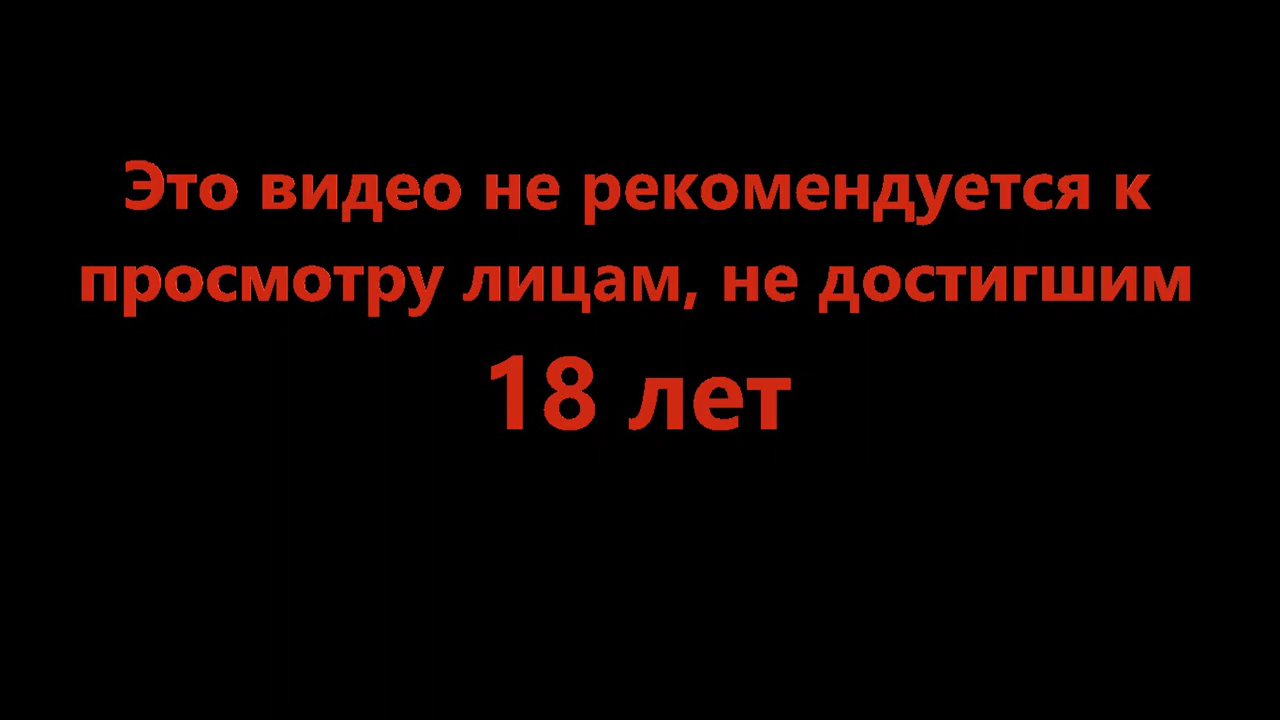 Это видео не рекомендуется к
просмотру лицам, не достигшим
18 лет